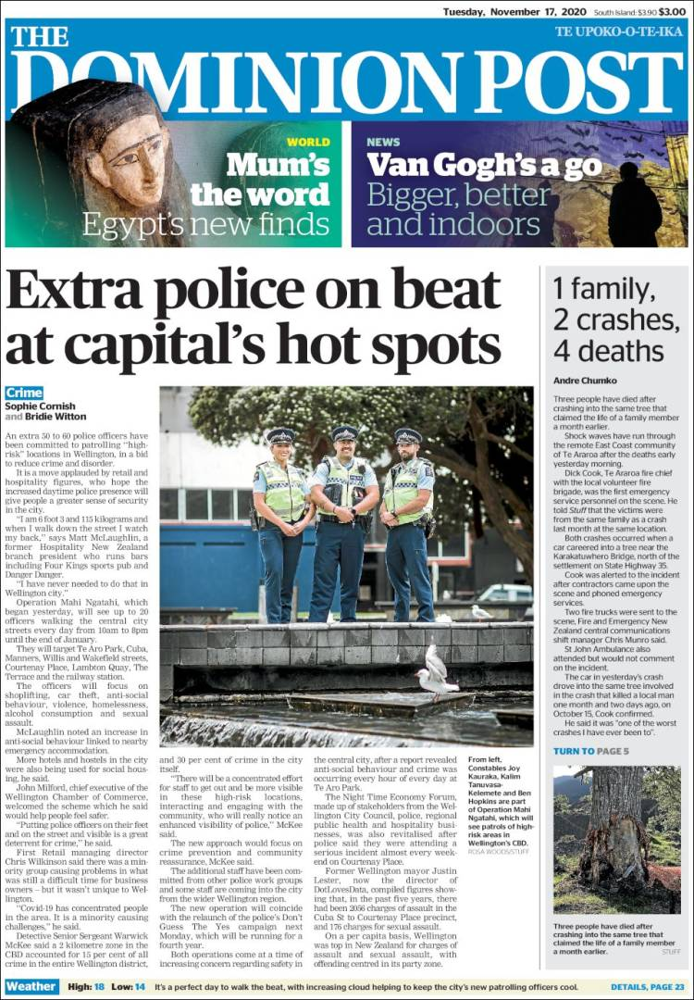 Tuesday, November 17, 2020 South Island: $3.90 $3.00
THE
TE UPOKO-O-TE-IKA
DOMINION POST
WORLD
Mum's
the word
Egypt's new finds
NEWS
Van Gogh's a go
Bigger, better
and indoors
Extra police on beat
at capital's hot spots
Crime
Sophie Cornish
and Bridie Witton
An extra 50 to 60 police officers have
been committed to patrolling "high-
risk" locations in Wellington, in a bid
to reduce crime and disorder.
It is a move applauded by retail and
hospitality figures, who hope the
increased daytime police presence will
give people a greater sense of security
in the city.
"I am 6 foot 3 and 115 kilograms and
when I walk down the street I watch
my back," says Matt McLaughlin, a
former Hospitality New Zealand
branch president who runs bars
including Four Kings sports pub and
Danger Danger.
"I have never needed to do that in
Wellington city."
Operation Mahi Ngatahi, which
began yesterday, will see up to 20
officers walking the central city
streets every day from 10am to 8pm
until the end of January.
They will target Te Aro Park, Cuba,
Manners, Willis and Wakefield streets,
Courtenay Place, Lambton Quay, The
Terrace and the railway station.
The officers will focus on
shoplifting, car theft, anti-social
behaviour, violence, homelessness,
alcohol consumption and sexual
assault.
McLaughlin noted an increase in
anti-social behaviour linked to nearby
emergency accommodation.
More hotels and hostels in the city
were also being used for social hous-
ing, he said.
John Milford, chief executive of the
Wellington Chamber of Commerce,
welcomed the scheme which he said
would help people feel safer.
"Putting police officers on their feet
and on the street and visible is a great
deterrent for crime," he said.
First Retail managing director
Chris Wilkinson said there was a min-
ority group causing problems in what
was still a difficult time for business
owners – but it wasn't unique to Wel-
lington.
"Covid-19 has concentrated people
in the area. It is a minority causing
challenges," he said.
Detective Senior Sergeant Warwick
McKee said a 2 kilometre zone in the
CBD accounted for 15 per cent of all
crime in the entire Wellington district,
and 30 per cent of crime in the city
itself.
"There will be a concentrated effort
for staff to get out and be more visible
in these high-risk locations,
interacting and engaging with the
community, who will really notice an
enhanced visibility of police," McKee
said.
The new approach would focus on
crime prevention and community
reassurance, McKee said.
The additional staff have been com-
mitted from other police work groups
and some staff are coming into the city
from the wider Wellington region.
The new operation will coincide
with the relaunch of the police's Don't
Guess The Yes campaign next
Monday, which will be running for a
fourth year.
Both operations come at a time of
increasing concern regarding safety in
the central city, after a report revealed
anti-social behaviour and crime was
occurring every hour of every day at
Te Aro Park.
The Night Time Economy Forum,
made up of stakeholders from the Wel-
lington City Council, police, regional
public health and hospitality busi-
nesses, was also revitalised after
police said they were attending a
serious incident almost every week-
end on Courtenay Place.
Former Wellington mayor Justin
Lester, now the director of
DotLovesData, compiled figures show-
ing that, in the past five years, there
had been 2056 charges of assault in the
Cuba St to Courtenay Place precinct,
and 176 charges for sexual assault.
On a per capita basis, Wellington
was top in New Zealand for charges of
assault and sexual assault, with
offending centred in its party zone.
From left,
Constables Joy
Kauraka, Kalim
Tanuvasa-
Kelemete and Ben
Hopkins are part
of Operation Mahi
Ngatahi, which will
see patrols of high-
risk areas in
Wellington's CBD.
ROSA WOODS/STUFF
1 family,
2 crashes,
4 deaths
Andre Chumko
Three people have died after
crashing into the same tree that
claimed the life of a family member
a month earlier.
Shock waves have run through
the remote East Coast community
of Te Araroa after the deaths early
yesterday morning.
Dick Cook, Te Araroa fire chief
with the local volunteer fire
brigade, was the first emergency
service personnel on the scene. He
told Stuff that the victims were
from the same family as a crash
last month at the same location.
Both crashes occurred when a
car careered into a tree near the
Karakatuwhero Bridge, north of the
settlement on State Highway 35.
Cook was alerted to the incident
after contractors came upon the
scene and phoned emergency
services.
Two fire trucks were sent to the
scene, Fire and Emergency New
Zealand central communications
shift manager Chris Munro said.
St John Ambulance also
attended but would not comment
on the incident.
The car in yesterday's crash
drove into the same tree involved
in the crash that killed a local man
one month and two days ago, on
October 15, Cook confirmed.
He said it was "one of the worst
crashes I have ever been to".
TURN TO PAGE 5
Three people have died after
crashing into the same tree that
claimed the life of a family member
a month earlier. STUFF
Weather High: 18 Low: 14 It's a perfect day to walk the beat, with increasing cloud helping to keep the city's new patrolling officers cool. DETAILS, PAGE 23